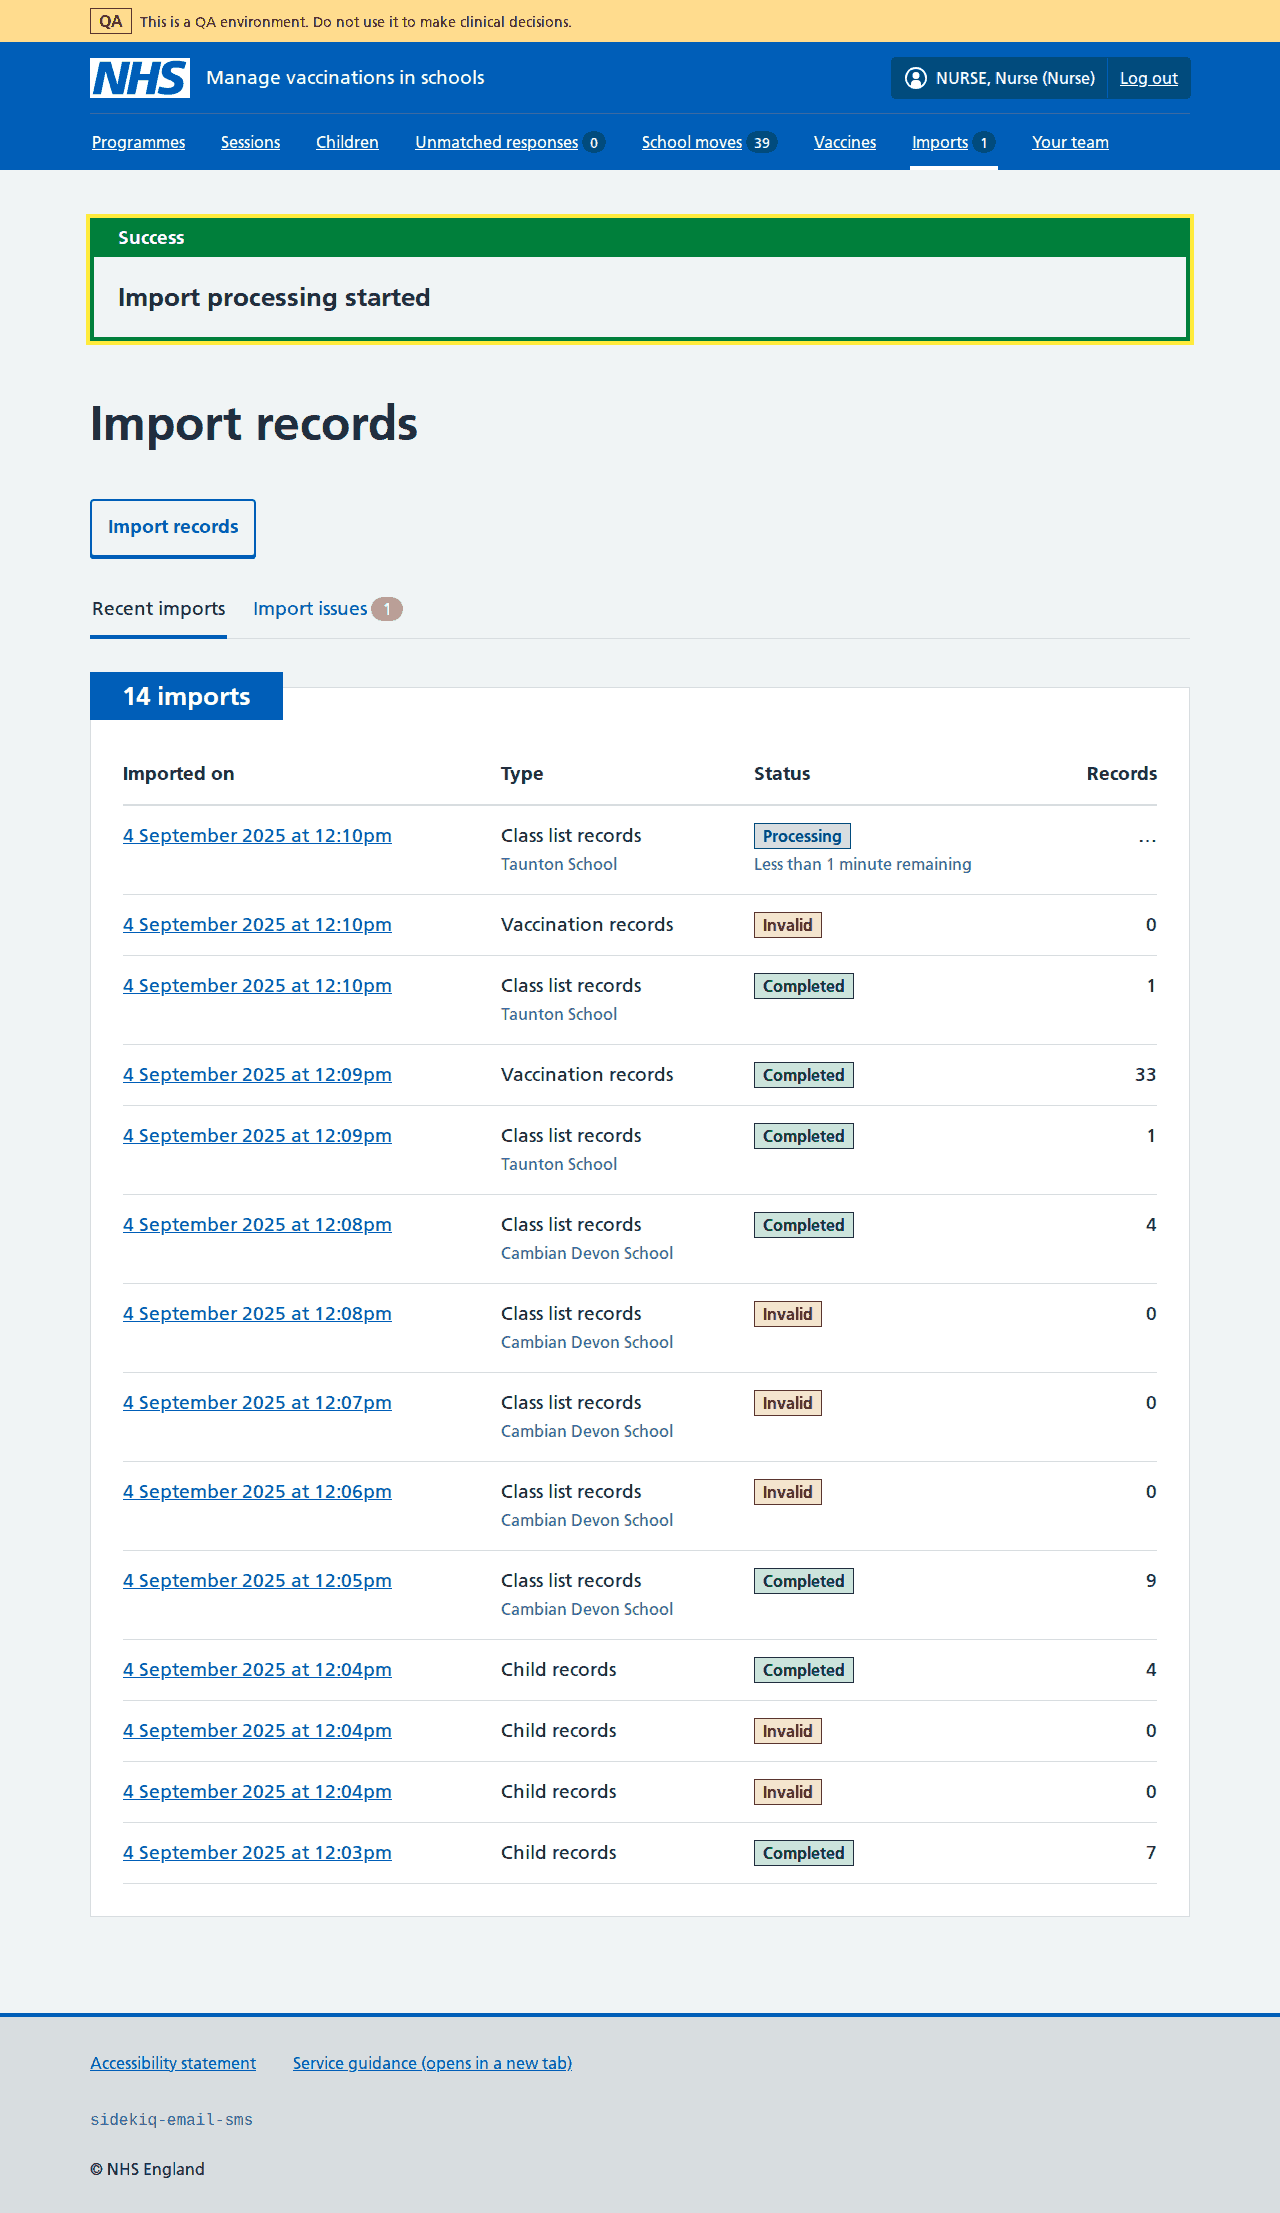 QA This is a QA environment. Do not use it to make clinical decisions.
NHS Manage vaccinations in schools NURSE, Nurse (Nurse) Log out
Programmes Sessions Children Unmatched responses 0 School moves 39 Vaccines Imports 1 Your team
Success
Import processing started
Import records
Import records
Recent imports Import issues 1
14 imports
Imported on Type Status Records
4 September 2025 at 12:10pm Class list records Processing ...
Taunton School Less than 1 minute remaining
4 September 2025 at 12:10pm Vaccination records Invalid 0
4 September 2025 at 12:10pm Class list records Completed 1
Taunton School
4 September 2025 at 12:09pm Vaccination records Completed 33
4 September 2025 at 12:09pm Class list records Completed 1
Taunton School
4 September 2025 at 12:08pm Class list records Completed 4
Cambian Devon School
4 September 2025 at 12:08pm Class list records Invalid 0
Cambian Devon School
4 September 2025 at 12:07pm Class list records Invalid 0
Cambian Devon School
4 September 2025 at 12:06pm Class list records Invalid 0
Cambian Devon School
4 September 2025 at 12:05pm Class list records Completed 9
Cambian Devon School
4 September 2025 at 12:04pm Child records Completed 4
4 September 2025 at 12:04pm Child records Invalid 0
4 September 2025 at 12:04pm Child records Invalid 0
4 September 2025 at 12:03pm Child records Completed 7
Accessibility statement Service guidance (opens in a new tab)
sidekiq-email-sms
© NHS England